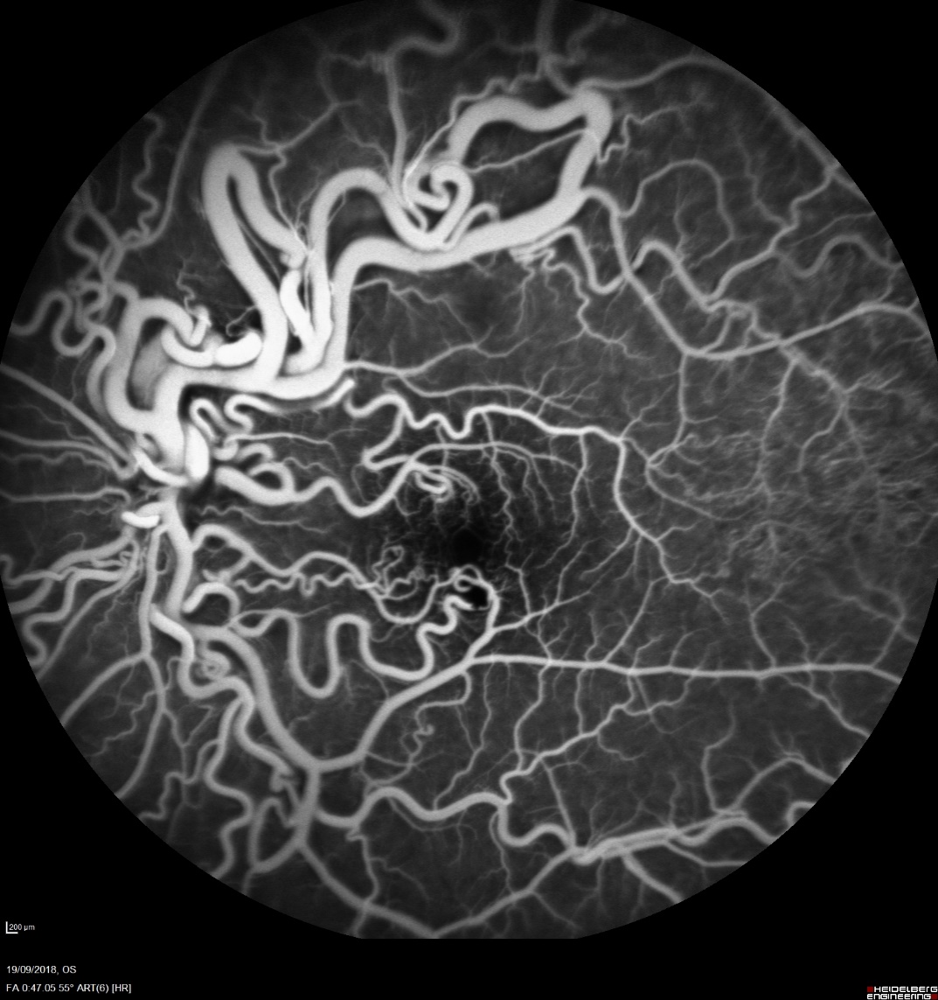 200 µm
19/09/2018, OS
FA 0:47.05 55° ART(6) [HR]
HEIDELBERG
ENGINEERING